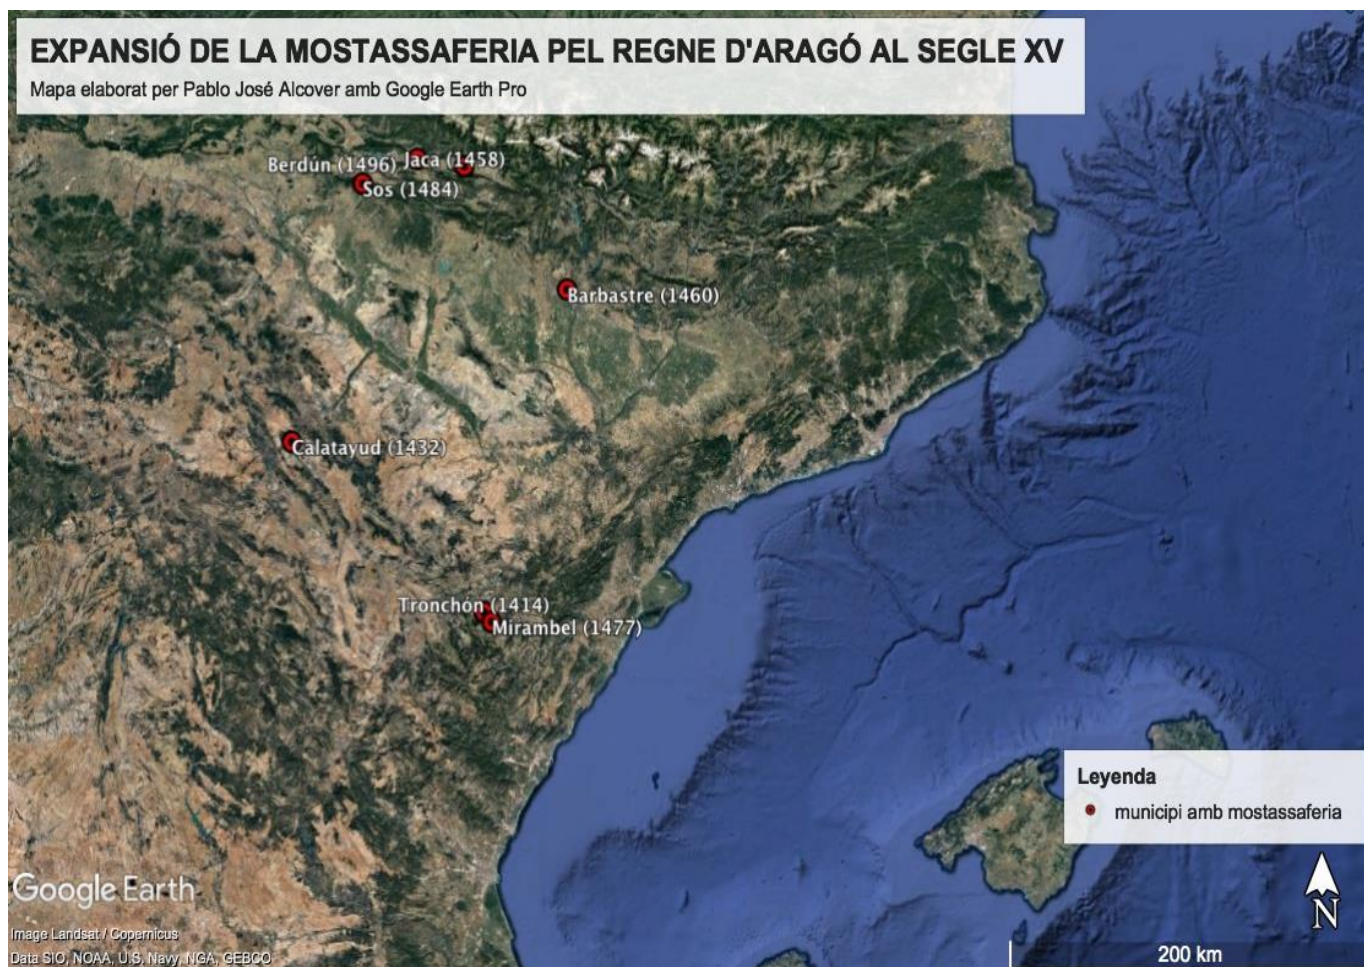 EXPANSIÓ DE LA MOSTASSAFERIA PEL REGNE D'ARAGÓ AL SEGLE XV
Mapa elaborat per Pablo José Alcover amb Google Earth Pro
Berdún (1496)
Jaca (1458)
Sos (1484)
Barbastre (1460)
Calatayud (1432)
Tronchón (1414)
Mirambel (1477)
Leyenda
municipi amb mostassaferia
Google Earth
N
Image Landsat / Copernicus
Data SIO, NOAA, U.S. Navy, NGA, GEBCO
200 km